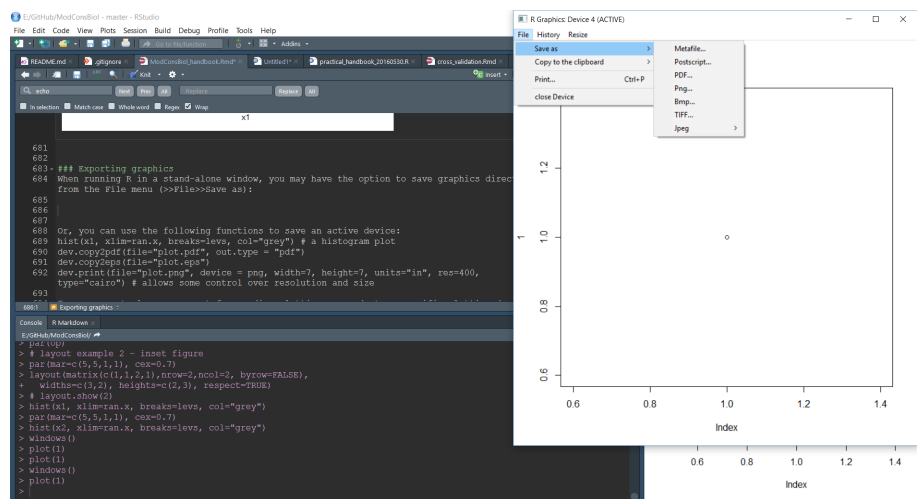 E:/GitHub/ModConsBiol - master - RStudio
File Edit Code View Plots Session Build Debug Profile Tools Help
Go to file/function
Addins
README.md
.gitignore
ModConsBiol_handbook.Rmd*
Untitled1*
practical_handbook_20160530.R
cross_validation.Rmd
Knit
Insert
echo
Next Prev All Replace Replace All
In selection Match case Whole word Regex Wrap
x1
681
682
683 ### Exporting graphics
684 When running R in a stand-alone window, you may have the option to save graphics direc
from the File menu (>>File>>Save as):
685
686
687
688 Or, you can use the following functions to save an active device:
689 hist(x1, xlim=ran.x, breaks=levs, col="grey") # a histogram plot
690 dev.copy2pdf(file="plot.pdf", out.type = "pdf")
691 dev.copy2eps(file="plot.eps")
692 dev.print(file="plot.png", device = png, width=7, height=7, units="in", res=400,
type="cairo") # allows some control over resolution and size
693
686:1 Exporting graphics
Console R Markdown
E:/GitHub/ModConsBiol/
> par(op)
> # layout example 2 - inset figure
> par(mar=c(5,5,1,1), cex=0.7)
> layout(matrix(c(1,1,2,1),nrow=2,ncol=2, byrow=FALSE),
+ widths=c(3,2), heights=c(2,3), respect=TRUE)
> # layout.show(2)
> hist(x1, xlim=ran.x, breaks=levs, col="grey")
> par(mar=c(5,5,1,1), cex=0.7)
> hist(x2, xlim=ran.x, breaks=levs, col="grey")
> windows()
> plot(1)
> plot(1)
> windows()
> plot(1)
>
R Graphics: Device 4 (ACTIVE)
File History Resize
Save as
Copy to the clipboard
Print... Ctrl+P
close Device
Metafile...
Postscript...
PDF...
Png...
Bmp...
TIFF...
Jpeg
1.2
1.0
0.8
0.6
1
0.6 0.8 1.0 1.2 1.4
Index
0.6 0.8 1.0 1.2 1.4
Index